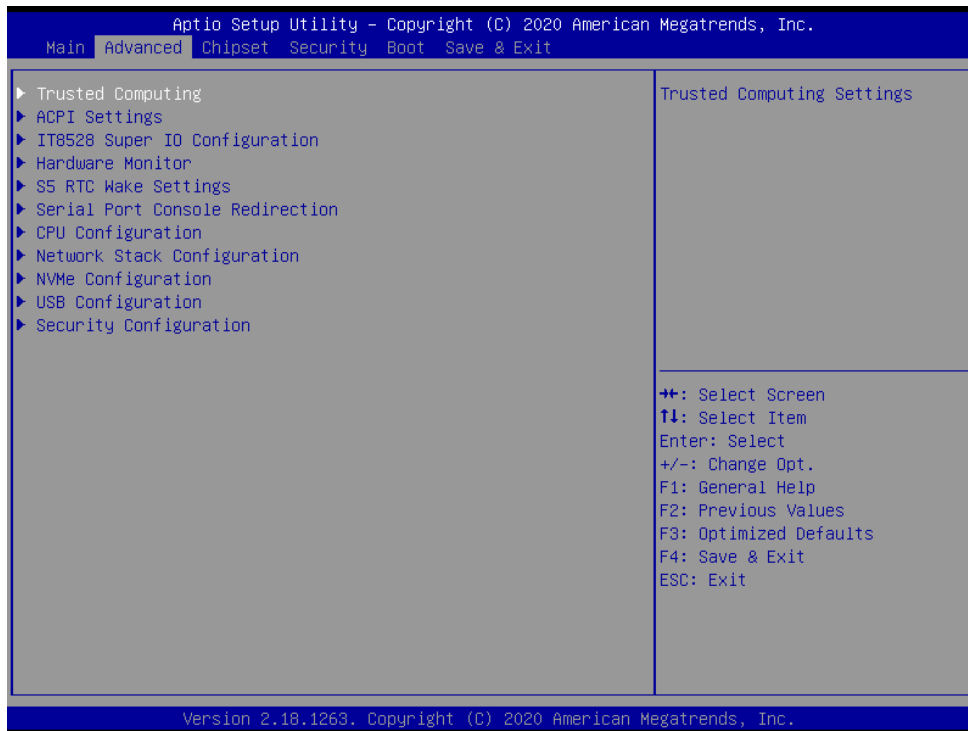 Aptio Setup Utility – Copyright (C) 2020 American Megatrends, Inc.
Main Advanced Chipset Security Boot Save & Exit
Trusted Computing
ACPI Settings
IT8528 Super IO Configuration
Hardware Monitor
S5 RTC Wake Settings
Serial Port Console Redirection
CPU Configuration
Network Stack Configuration
NVMe Configuration
USB Configuration
Security Configuration
Trusted Computing Settings
→←: Select Screen
↑↓: Select Item
Enter: Select
+/-: Change Opt.
F1: General Help
F2: Previous Values
F3: Optimized Defaults
F4: Save & Exit
ESC: Exit
Version 2.18.1263. Copyright (C) 2020 American Megatrends, Inc.